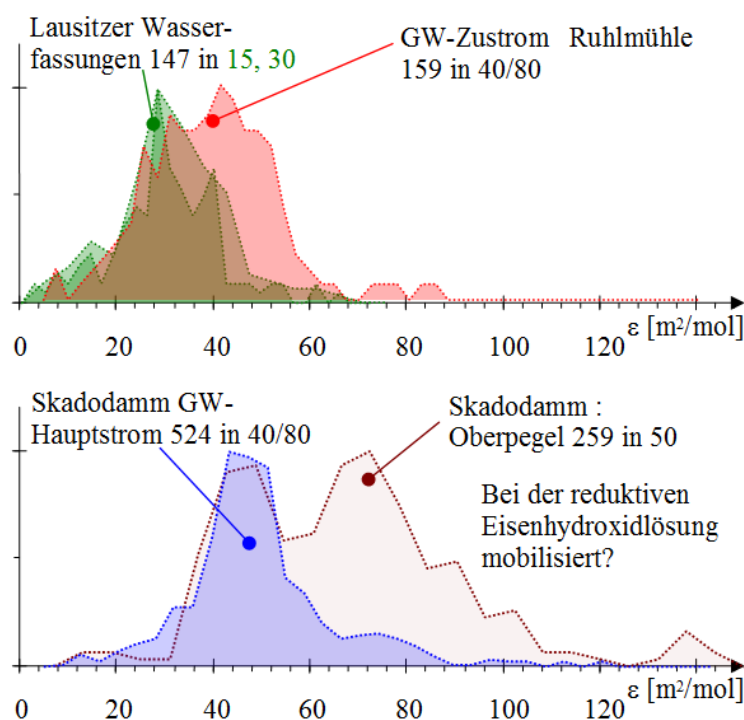 Lausitzer Wasser-
fassungen 147 in 15, 30
GW-Zustrom Ruhlmühle
159 in 40/80
0 20 40 60 80 100 120
ε [m²/mol]
Skadodamm GW-
Hauptstrom 524 in 40/80
Skadodamm :
Oberpegel 259 in 50
Bei der reduktiven
Eisenhydroxidlösung
mobilisiert?
0 20 40 60 80 100 120
ε [m²/mol]